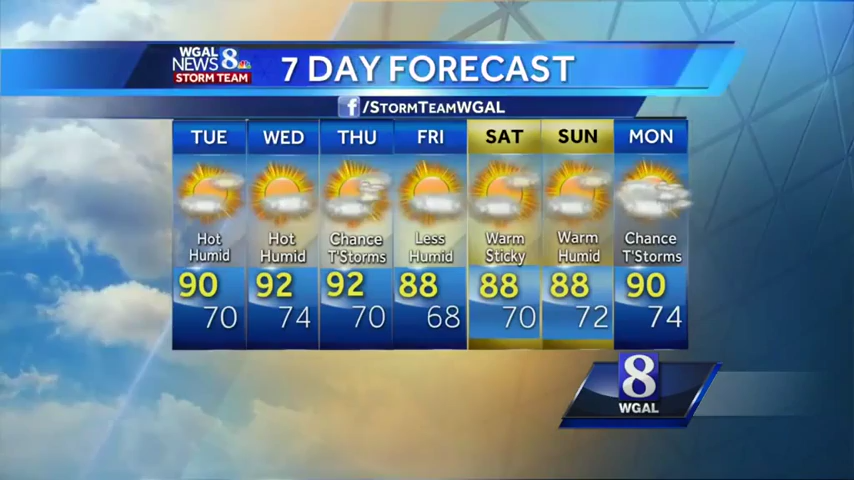 WGAL
NEWS 8
STORM TEAM
7 DAY FORECAST
f /STORMTEAMWGAL
TUE WED THU FRI SAT SUN MON
Hot Hot Chance Less Warm Warm Chance
Humid Humid T'Storms Humid Sticky Humid T'Storms
90 92 92 88 88 88 90
70 74 70 68 70 72 74
8
WGAL